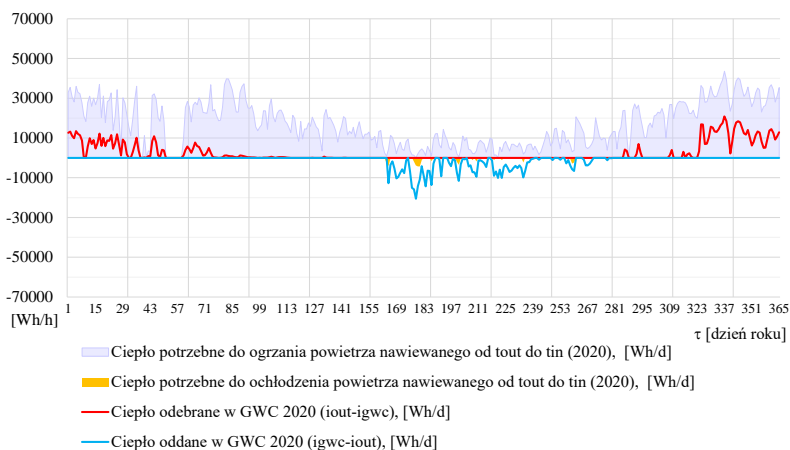 70000
50000
30000
10000
-10000
-30000
-50000
-70000
1 15 29 43 57 71 85 99 113 127 141 155 169 183 197 211 225 239 253 267 281 295 309 323 337 351 365
[Wh/h]
τ [dzień roku]
Ciepło potrzebne do ogrzania powietrza nawiewanego od tout do tin (2020), [Wh/d]
Ciepło potrzebne do ochłodzenia powietrza nawiewanego od tout do tin (2020), [Wh/d]
Ciepło odebrane w GWC 2020 (iout-igwc), [Wh/d]
Ciepło oddane w GWC 2020 (igwc-iout), [Wh/d]